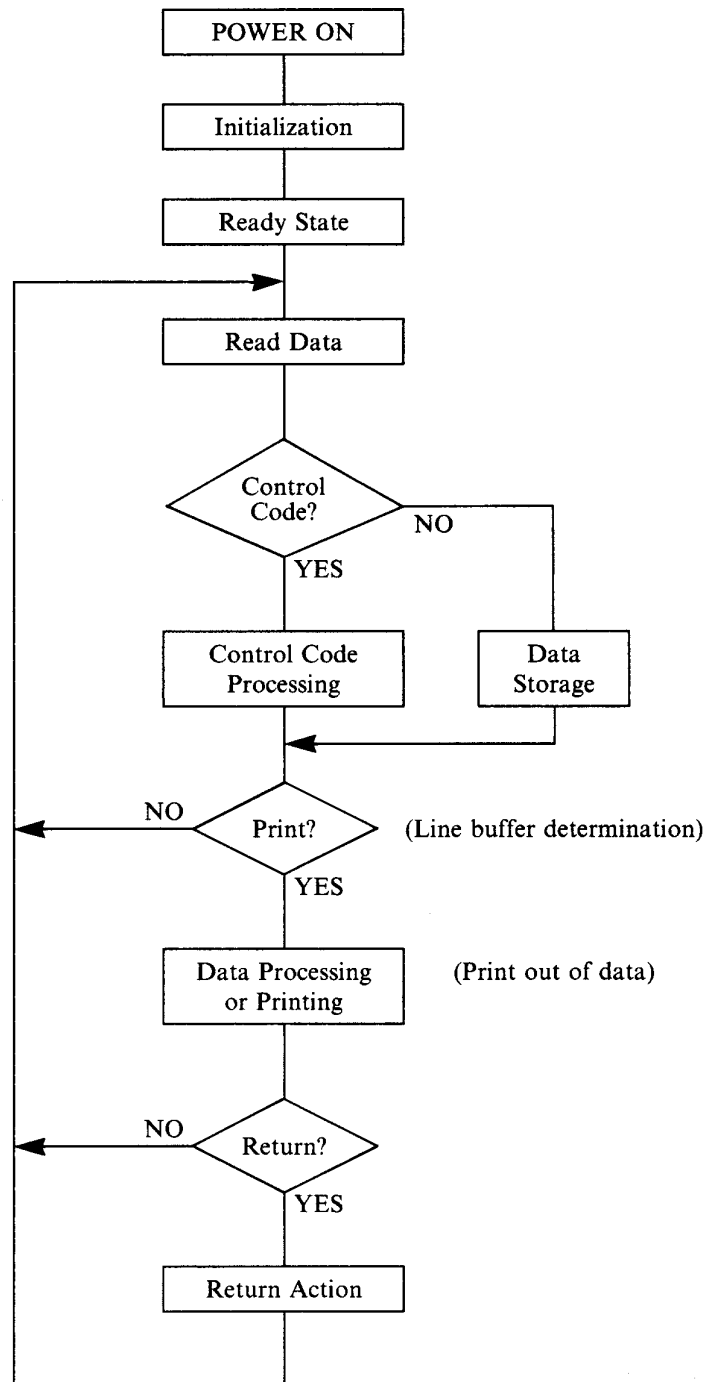 POWER ON
Initialization
Ready State
Read Data
Control
Code?
NO
YES
Control Code
Processing
Data
Storage
NO
Print?
(Line buffer determination)
YES
Data Processing
or Printing
(Print out of data)
NO
Return?
YES
Return Action